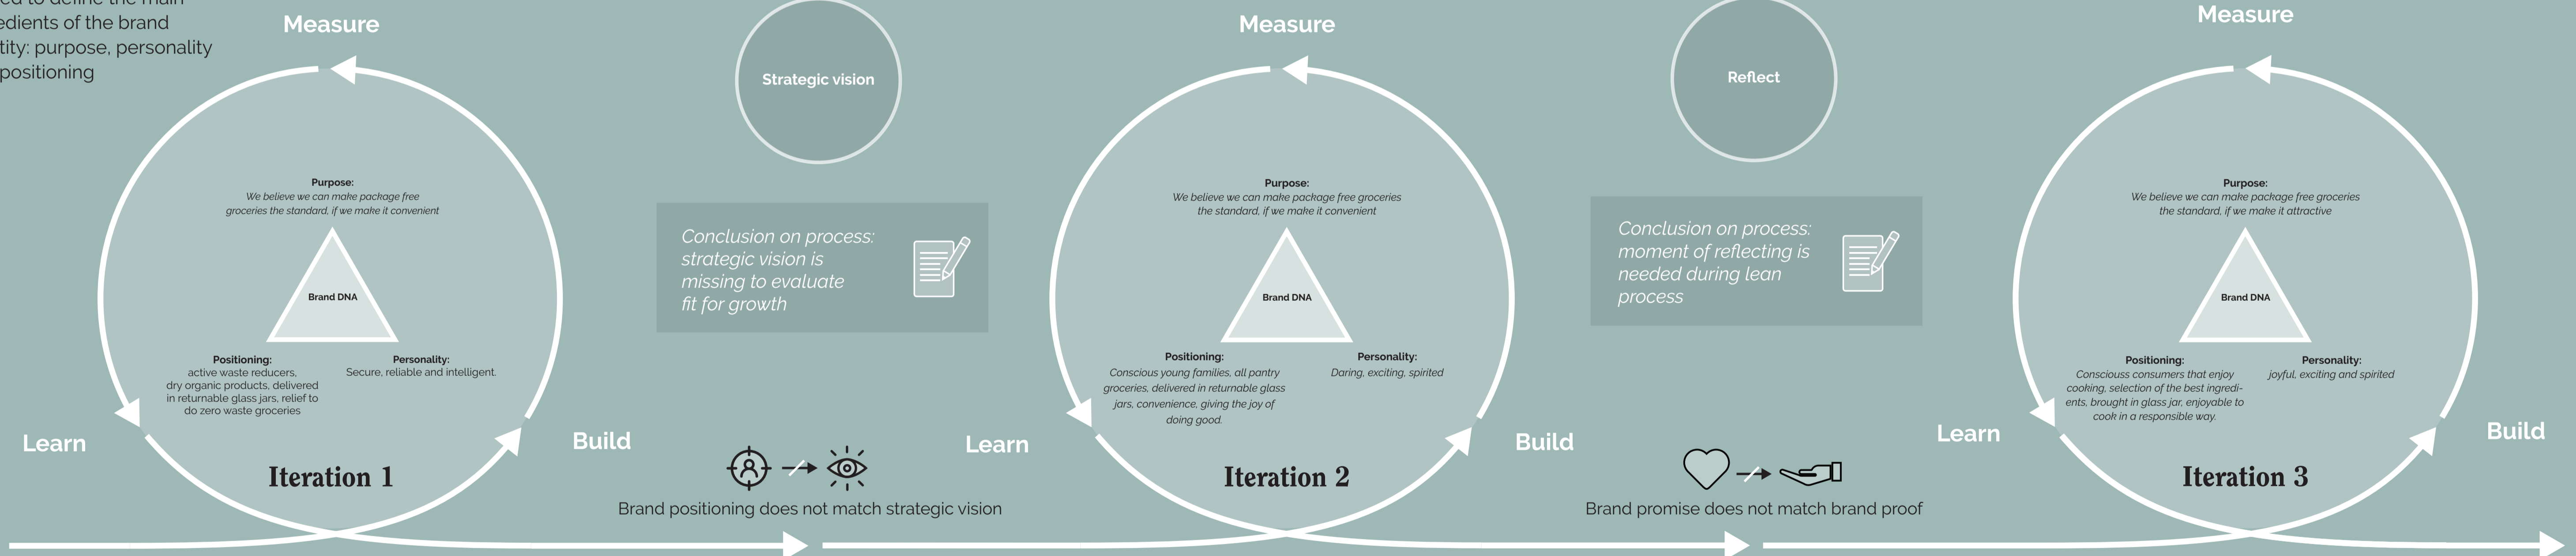 ed to define the main
edients of the brand
tity: purpose, personality
positioning
Measure
Purpose:
We believe we can make package free
groceries the standard, if we make it convenient
Brand DNA
Positioning:
active waste reducers,
dry organic products, delivered
in returnable glass jars, relief to
do zero waste groceries
Personality:
Secure, reliable and intelligent.
Learn
Build
Iteration 1
Strategic vision
Conclusion on process:
strategic vision is
missing to evaluate
fit for growth
Brand positioning does not match strategic vision
Measure
Purpose:
We believe we can make package free groceries
the standard, if we make it convenient
Brand DNA
Positioning:
Conscious young families, all pantry
groceries, delivered in returnable glass
jars, convenience, giving the joy of
doing good.
Personality:
Daring, exciting, spirited
Learn
Build
Iteration 2
Reflect
Conclusion on process:
moment of reflecting is
needed during lean
process
Brand promise does not match brand proof
Measure
Purpose:
We believe we can make package free groceries
the standard, if we make it attractive
Brand DNA
Positioning:
Consciouss consumers that enjoy
cooking, selection of the best ingredi-
ents, brought in glass jar, enjoyable to
cook in a responsible way.
Personality:
joyful, exciting and spirited
Learn
Build
Iteration 3